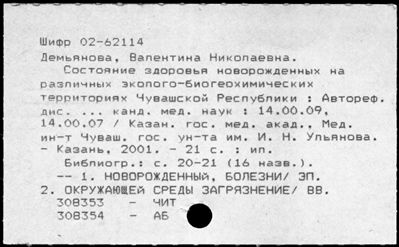 Шифр 02-62114
Демьянова, Валентина Николаевна.
Состояние здоровья новорожденных на
различных эколого-биогеохимических
территориях Чувашской Республики : Автореф.
дис. ... канд. мед. наук : 14.00.09,
14.00.07 / Казан. гос. мед. акад., Мед.
ин-т Чуваш. гос. ун-та им. И. Н. Ульянова.
- Казань, 2001. - 21 с. : ил.
Библиогр.: с. 20-21 (16 назв.).
-- 1. НОВОРОЖДЕННЫЙ, БОЛЕЗНИ/ ЭП.
2. ОКРУЖАЮЩЕЙ СРЕДЫ ЗАГРЯЗНЕНИЕ/ ВВ.
308353 - ЧИТ
308354 - АБ